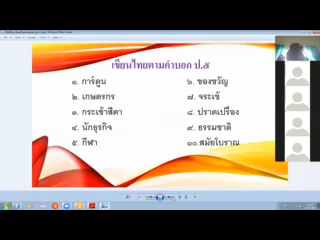 เขียนไทยตามคำบอก ป.๕
๑. การ์ตูน
๒. เกษตรกร
๓. กระเช้าสีดา
๔. นักธุรกิจ
๕. กีฬา
๖. ของขวัญ
๗. จระเข้
๘. ปราดเปรื่อง
๙. ธรรมชาติ
๑๐.สมัยโบราณ